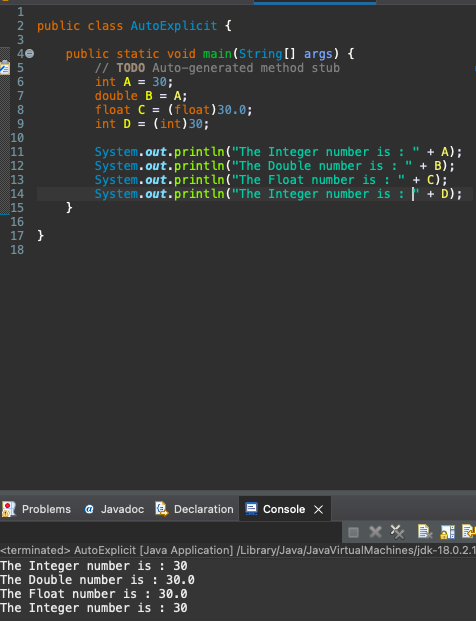 1
2 public class AutoExplicit {
3
4 public static void main(String[] args) {
5 // TODO Auto-generated method stub
6 int A = 30;
7 double B = A;
8 float C = (float)30.0;
9 int D = (int)30;
10
11 System.out.println("The Integer number is : " + A);
12 System.out.println("The Double number is : " + B);
13 System.out.println("The Float number is : " + C);
14 System.out.println("The Integer number is : " + D);
15 }
16
17 }
18
Problems @ Javadoc Declaration Console
<terminated> AutoExplicit [Java Application] /Library/Java/JavaVirtualMachines/jdk-18.0.2.1
The Integer number is : 30
The Double number is : 30.0
The Float number is : 30.0
The Integer number is : 30